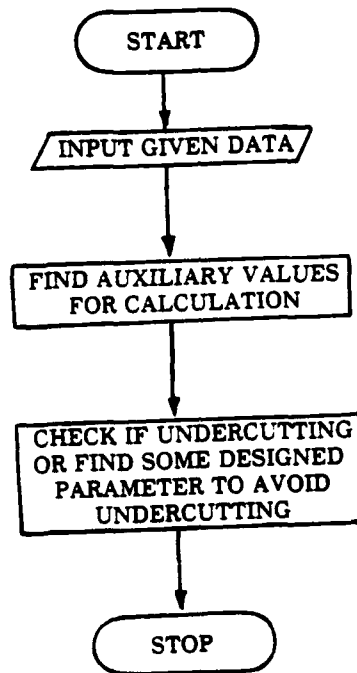 START
INPUT GIVEN DATA
FIND AUXILIARY VALUES
FOR CALCULATION
CHECK IF UNDERCUTTING
OR FIND SOME DESIGNED
PARAMETER TO AVOID
UNDERCUTTING
STOP